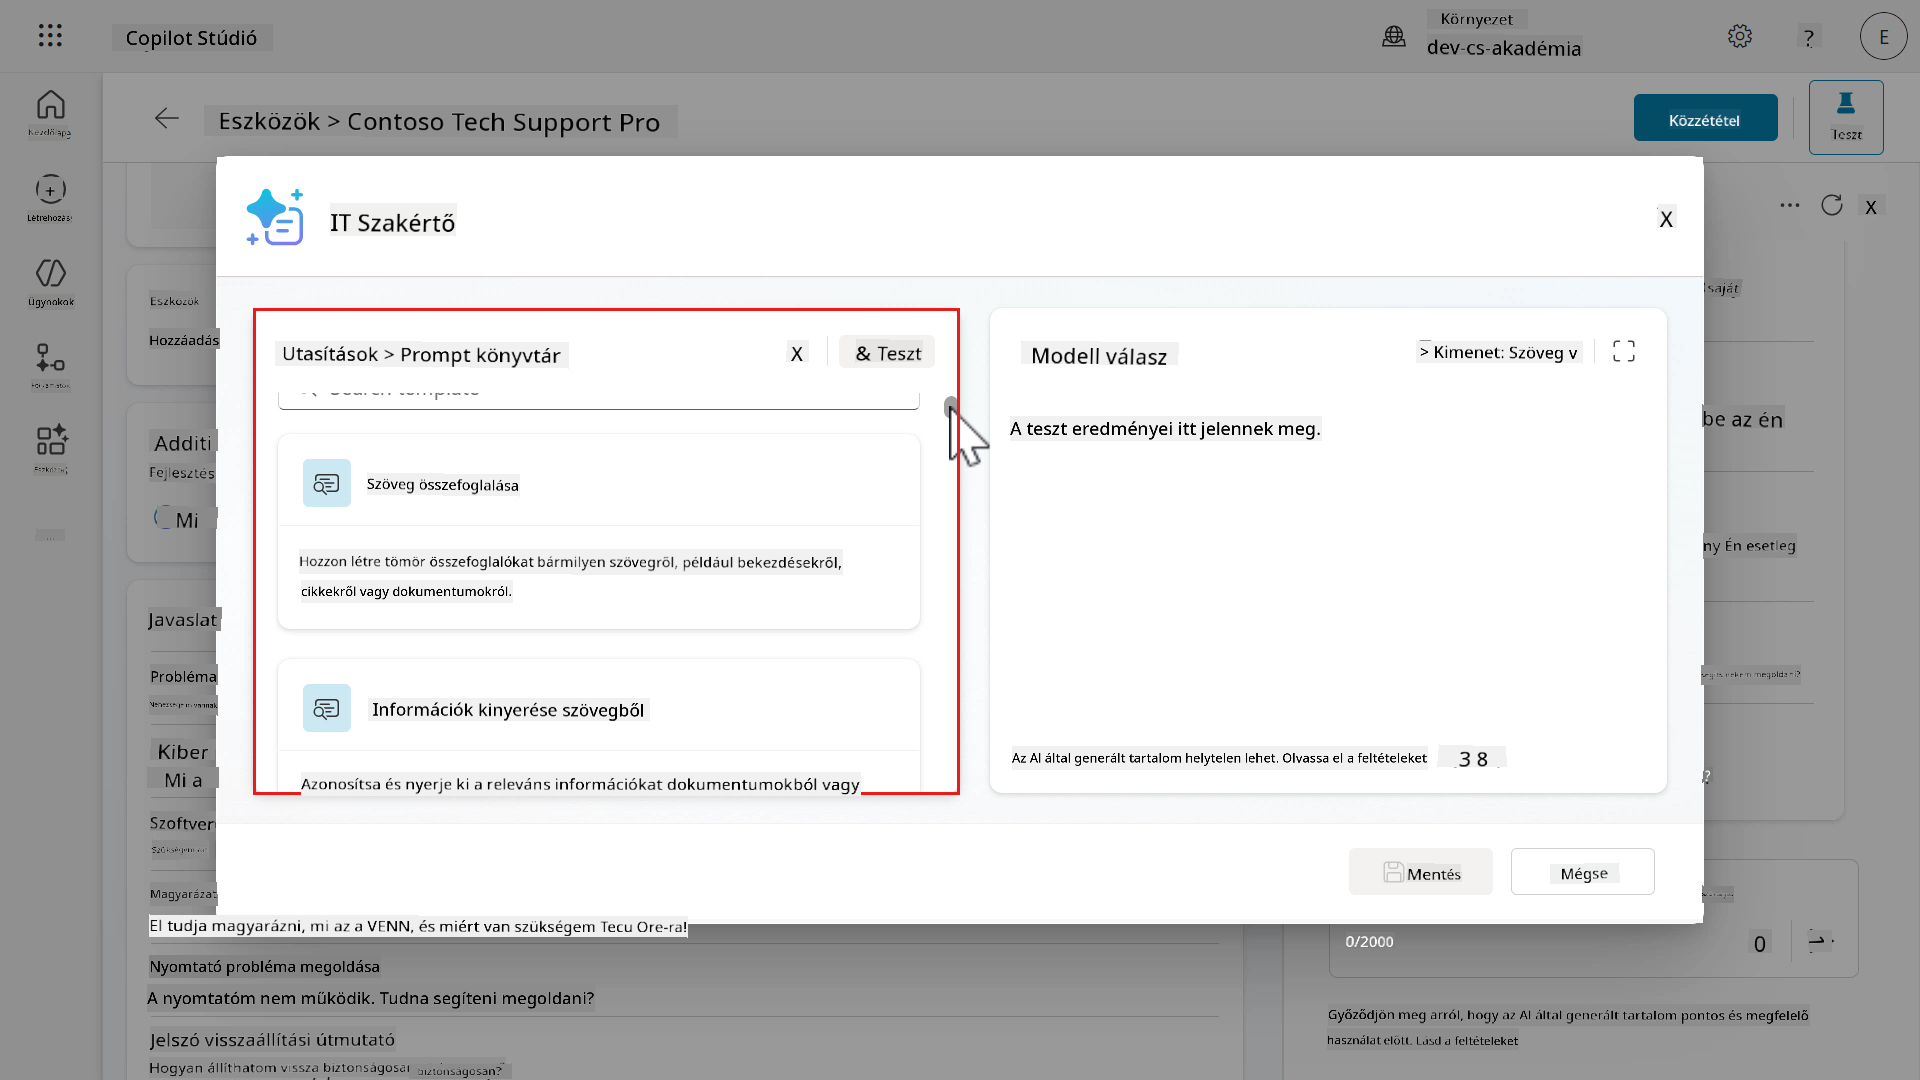 Copilot Stúdió
Környezet
dev-cs-akadémia
?
E
Eszközök > Contoso Tech Support Pro
Közzététel
Teszt
Kezdőlap
Létrehozás
Ügynökök
Eszközök
Hozzáadás
Additi
Fejlesztés
Mi
Javaslat
Probléma
Kiber
Mi a
Szoftver
Magyarázat
IT Szakértő
X
Utasítások > Prompt könyvtár
X
& Teszt
Search template
Szöveg összefoglalása
Hozzon létre tömör összefoglalókat bármilyen szövegről, például bekezdésekről,
cikkekről vagy dokumentumokról.
Információk kinyerése szövegből
Azonosítsa és nyerje ki a releváns információkat dokumentumokból vagy
Modell válasz
> Kimenet: Szöveg v
A teszt eredményei itt jelennek meg.
Az AI által generált tartalom helytelen lehet. Olvassa el a feltételeket
3 8
Mentés
Mégse
X
saját
be az én
ny Én esetleg
El tudja magyarázni, mi az a VENN, és miért van szükségem Tecu Ore-ra!
Nyomtató probléma megoldása
A nyomtatóm nem működik. Tudna segíteni megoldani?
Jelszó visszaállítási útmutató
Hogyan állíthatom vissza biztonságosan biztonságosan?"
0/2000
0
Győződjön meg arról, hogy az AI által generált tartalom pontos és megfelelő
használat előtt. Lásd a feltételeket